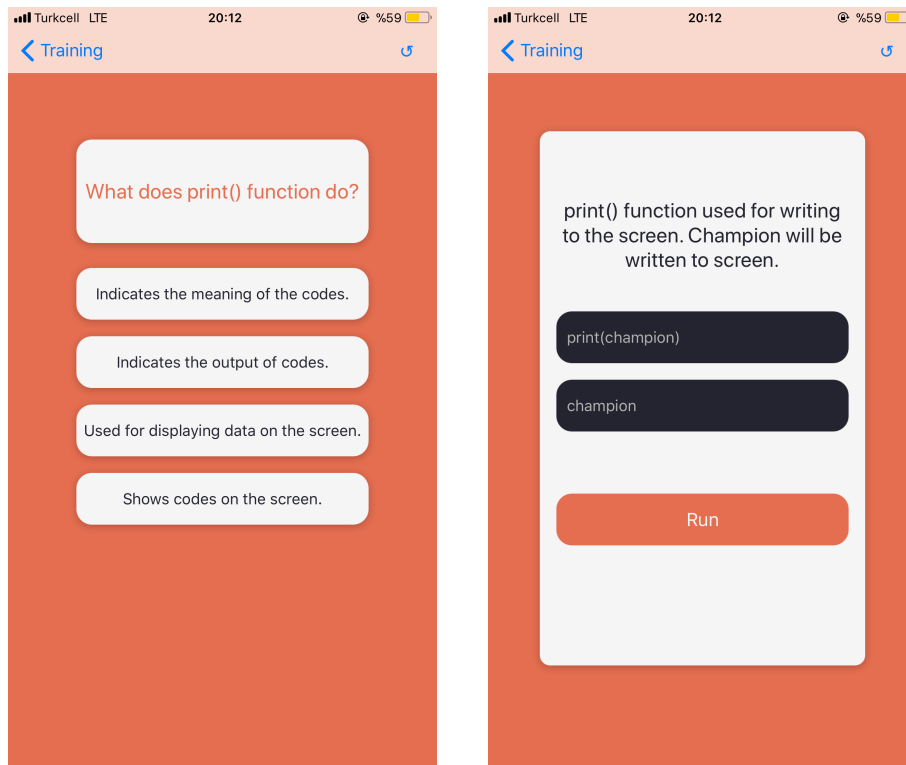 Turkcell LTE 20:12 %59
Training
What does print() function do?
Indicates the meaning of the codes.
Indicates the output of codes.
Used for displaying data on the screen.
Shows codes on the screen.
Turkcell LTE 20:12 %59
Training
print() function used for writing
to the screen. Champion will be
written to screen.
print(champion)
champion
Run